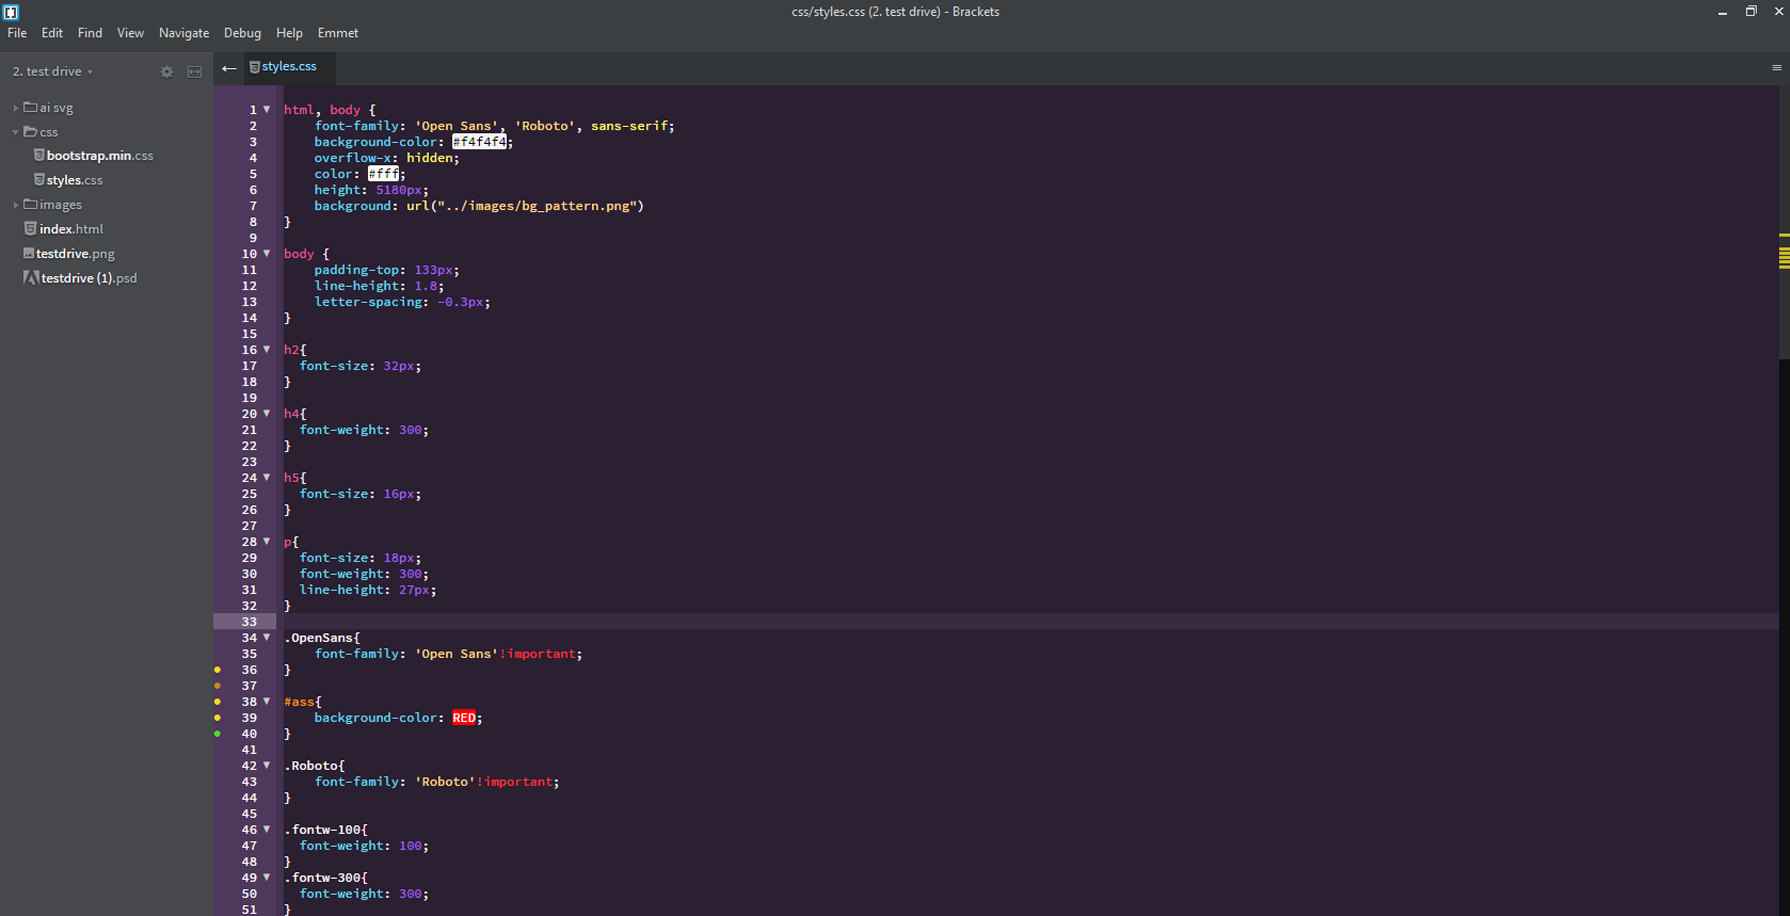 css/styles.css (2. test drive) - Brackets
File Edit Find View Navigate Debug Help Emmet
2. test drive
styles.css
ai svg
css
bootstrap.min.css
styles.css
images
index.html
testdrive.png
testdrive (1).psd
1 html, body {
2 font-family: 'Open Sans', 'Roboto', sans-serif;
3 background-color: #f4f4f4;
4 overflow-x: hidden;
5 color: #fff;
6 height: 5180px;
7 background: url("../images/bg_pattern.png")
8 }
9
10 body {
11 padding-top: 133px;
12 line-height: 1.8;
13 letter-spacing: -0.3px;
14 }
15
16 h2{
17 font-size: 32px;
18 }
19
20 h4{
21 font-weight: 300;
22 }
23
24 h5{
25 font-size: 16px;
26 }
27
28 p{
29 font-size: 18px;
30 font-weight: 300;
31 line-height: 27px;
32 }
33
34 .OpenSans{
35 font-family: 'Open Sans'!important;
36 }
37
38 #ass{
39 background-color: RED;
40 }
41
42 .Roboto{
43 font-family: 'Roboto'!important;
44 }
45
46 .fontw-100{
47 font-weight: 100;
48 }
49 .fontw-300{
50 font-weight: 300;
51 }